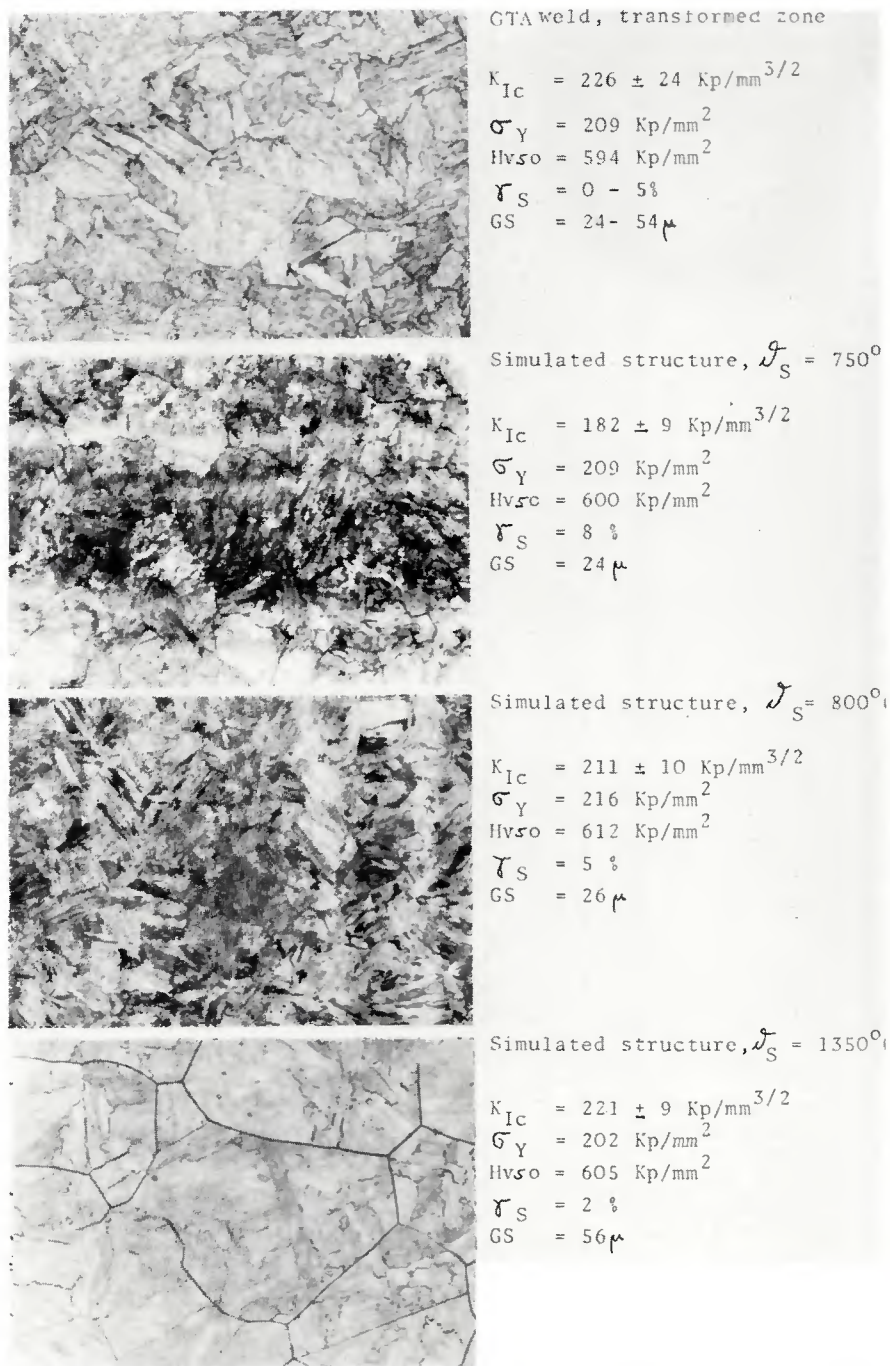 GTA weld, transformed zone
K_Ic = 226 ± 24 Kp/mm^3/2
σ_Y = 209 Kp/mm^2
Hv50 = 594 Kp/mm^2
γ_S = 0 - 5%
GS = 24- 54μ
Simulated structure, ϑ_S = 750°
K_Ic = 182 ± 9 Kp/mm^3/2
σ_Y = 209 Kp/mm^2
Hv50 = 600 Kp/mm^2
γ_S = 8 %
GS = 24μ
Simulated structure, ϑ_S = 800°
K_Ic = 211 ± 10 Kp/mm^3/2
σ_Y = 216 Kp/mm^2
Hv50 = 612 Kp/mm^2
γ_S = 5 %
GS = 26μ
Simulated structure, ϑ_S = 1350°
K_Ic = 221 ± 9 Kp/mm^3/2
σ_Y = 202 Kp/mm^2
Hv50 = 605 Kp/mm^2
γ_S = 2 %
GS = 56μ